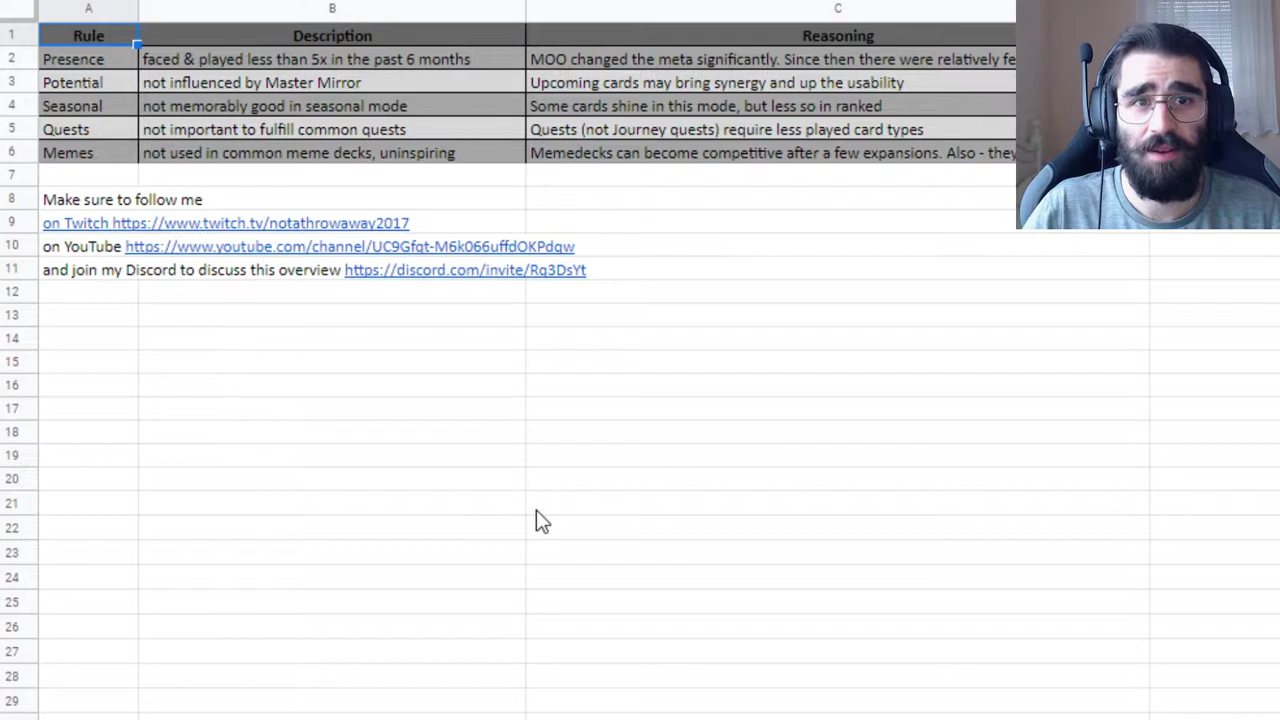 A B C
1 Rule Description Reasoning
2 Presence faced & played less than 5x in the past 6 months MOO changed the meta significantly. Since then there were relatively fe
3 Potential not influenced by Master Mirror Upcoming cards may bring synergy and up the usability
4 Seasonal not memorably good in seasonal mode Some cards shine in this mode, but less so in ranked
5 Quests not important to fulfill common quests Quests (not Journey quests) require less played card types
6 Memes not used in common meme decks, uninspiring Memedecks can become competitive after a few expansions. Also - they
7
8 Make sure to follow me
9 on Twitch https://www.twitch.tv/notathrowaway2017
10 on YouTube https://www.youtube.com/channel/UC9Gfqt-M6k066uffdOKPdqw
11 and join my Discord to discuss this overview https://discord.com/invite/Rq3DsYt
12
13
14
15
16
17
18
19
20
21
22
23
24
25
26
27
28
29